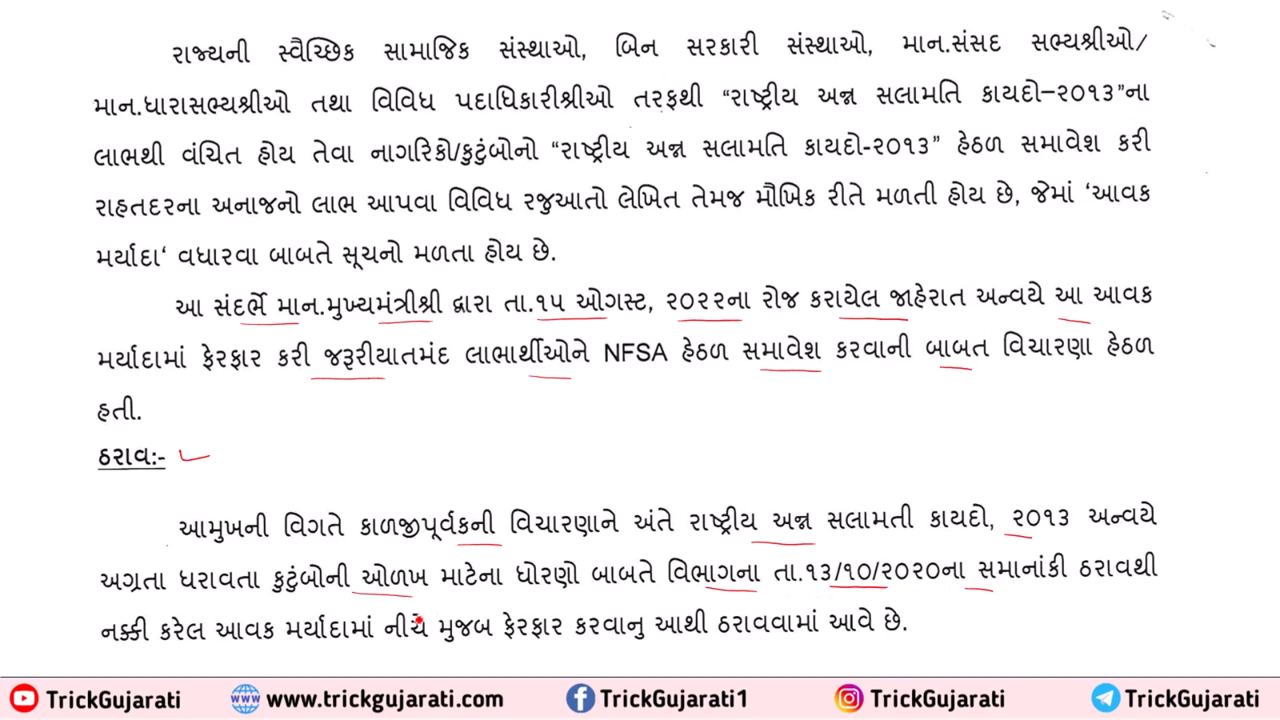 રાજ્યની સ્વૈચ્છિક સામાજિક સંસ્થાઓ, બિન સરકારી સંસ્થાઓ, માન.સંસદ સભ્યશ્રીઓ/
માન.ધારાસભ્યશ્રીઓ તથા વિવિધ પદાધિકારીશ્રીઓ તરફથી “રાષ્ટ્રીય અન્ન સલામતિ કાયદો–૨૦૧૩”ના
લાભથી વંચિત હોય તેવા નાગરિકો/કુટુંબોનો “રાષ્ટ્રીય અન્ન સલામતિ કાયદો-૨૦૧૩” હેઠળ સમાવેશ કરી
રાહતદરના અનાજનો લાભ આપવા વિવિધ રજુઆતો લેખિત તેમજ મૌખિક રીતે મળતી હોય છે, જેમાં ‘આવક
મર્યાદા‘ વધારવા બાબતે સૂચનો મળતા હોય છે.
આ સંદર્ભે માન.મુખ્યમંત્રીશ્રી દ્વારા તા.૧૫ ઓગસ્ટ, ૨૦૨૨ના રોજ કરાયેલ જાહેરાત અન્વયે આ આવક
મર્યાદામાં ફેરફાર કરી જરૂરીયાતમંદ લાભાર્થીઓને NFSA હેઠળ સમાવેશ કરવાની બાબત વિચારણા હેઠળ
હતી.
ઠરાવ:-
આમુખની વિગતે કાળજીપૂર્વકની વિચારણાને અંતે રાષ્ટ્રીય અન્ન સલામતી કાયદો, ૨૦૧૩ અન્વયે
અગ્રતા ધરાવતા કુટુંબોની ઓળખ માટેના ધોરણો બાબતે વિભાગના તા.૧૩/૧૦/૨૦૨૦ના સમાનાંકી ઠરાવથી
નક્કી કરેલ આવક મર્યાદામાં નીચે મુજબ ફેરફાર કરવાનુ આથી ઠરાવવામાં આવે છે.
TrickGujarati www.trickgujarati.com TrickGujarati1 TrickGujarati TrickGujarati